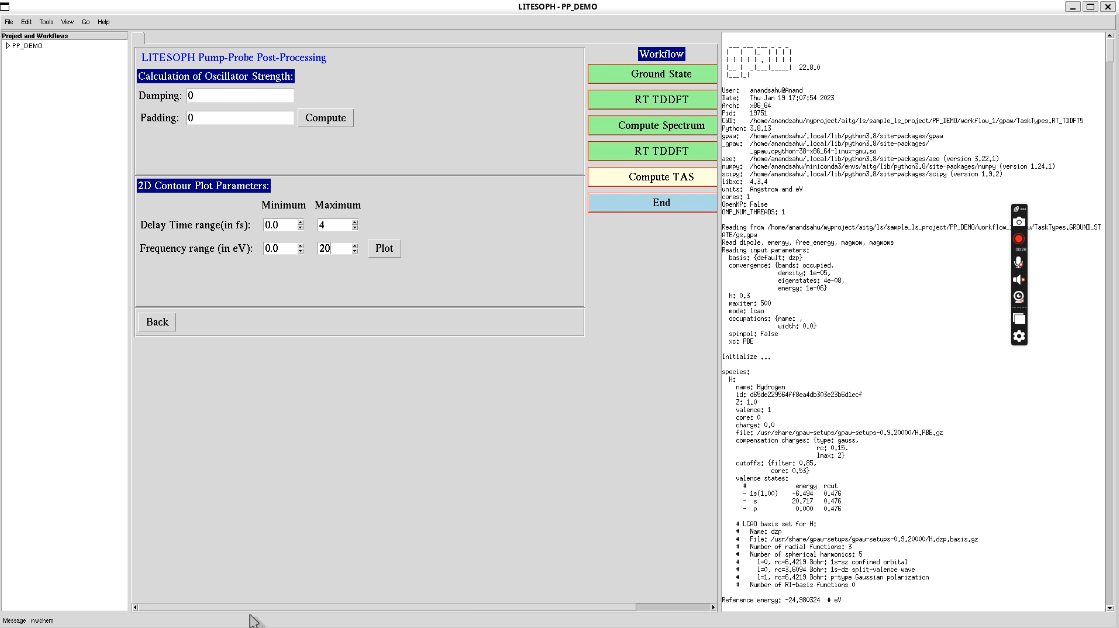 LITESOPH - PP_DEMO
File Edit Tools View Go Help
Project and Workflows
PP_DEMO
LITESOPH Pump-Probe Post-Processing
Calculation of Oscillator Strength:
Damping: 0
Padding: 0 Compute
2D Contour Plot Parameters:
Minimum Maximum
Delay Time range(in fs): 0.0 4
Frequency range (in eV): 0.0 20 Plot
Back
Workflow
Ground State
RT TDDFT
Compute Spectrum
RT TDDFT
Compute TAS
End
22.8.0
User: anandsahu@Anand
Date: Thu Jan 19 17:07:54 2023
Arch: x86_64
Pid: 19751
CWD: /home/anandsahu/myproject/aitg/ls/sample_ls_project/PP_DEMO/workflow_1/gpaw/TaskTypes.RT_TDDFT5
Python: 3.8.13
gpaw: /home/anandsahu/.local/lib/python3.8/site-packages/gpaw
_gpaw: /home/anandsahu/.local/lib/python3.8/site-packages/
_gpaw.cpython-38-x86_64-linux-gnu.so
ase: /home/anandsahu/.local/lib/python3.8/site-packages/ase (version 3.22.1)
numpy: /home/anandsahu/miniconda3/envs/aitg/lib/python3.8/site-packages/numpy (version 1.24.1)
scipy: /home/anandsahu/.local/lib/python3.8/site-packages/scipy (version 1.9.2)
libxc: 4.3.4
units: Angstrom and eV
cores: 1
OpenMP: False
OMP_NUM_THREADS: 1
Reading from /home/anandsahu/myproject/aitg/ls/sample_ls_project/PP_DEMO/workflow_ w/TaskTypes.GROUND_ST
ATE/gs.gpw
Read dipole, energy, free_energy, magmom, magmoms
Reading input parameters:
basis: {default: dzp}
convergence: {bands: occupied,
density: 1e-05,
eigenstates: 4e-08,
energy: 1e-05}
h: 0.3
maxiter: 500
mode: lcao
occupations: {name: ,
width: 0.0}
spinpol: False
xc: PBE
Initialize ...
species:
H:
name: Hydrogen
Z: 1.0
valence: 1
core: 0
charge: 0.0
file: /usr/share/gpaw-setups/gpaw-setups-0.9.20000/H.PBE.gz
compensation charges: {type: gauss,
rc: 0.15,
lmax: 2}
cutoffs: {filter: 0.85,
core: 0.53}
valence states:
# energy rcut
- 1s(1.00) -6.494 0.476
- s 20.717 0.476
- p 0.000 0.476
# LCAO basis set for H:
# Name: dzp
# File: /usr/share/gpaw-setups/gpaw-setups-0.9.20000/H.dzp.basis.gz
# Number of radial functions: 3
# Number of spherical harmonics: 5
# l=0, rc=6.4219 Bohr: 1s-sz confined orbital
# l=0, rc=3.6094 Bohr: 1s-dz split-valence wave
# l=1, rc=6.4219 Bohr: p-type Gaussian polarization
# Number of RI-basis functions 0
Reference energy: -24.980324 # eV
Message nwchem